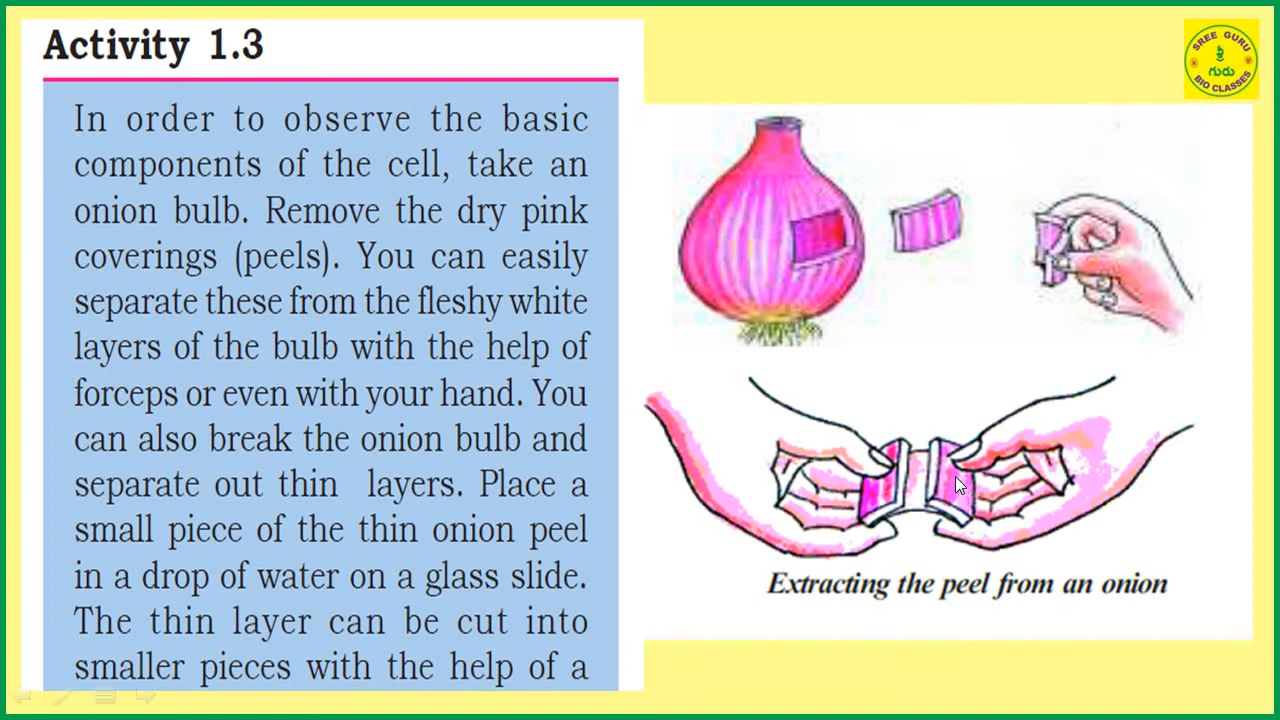 Activity 1.3
In order to observe the basic
components of the cell, take an
onion bulb. Remove the dry pink
coverings (peels). You can easily
separate these from the fleshy white
layers of the bulb with the help of
forceps or even with your hand. You
can also break the onion bulb and
separate out thin layers. Place a
small piece of the thin onion peel
in a drop of water on a glass slide.
The thin layer can be cut into
smaller pieces with the help of a
SREE GURU
శ్రీ
గురు
BIO CLASSES
Extracting the peel from an onion